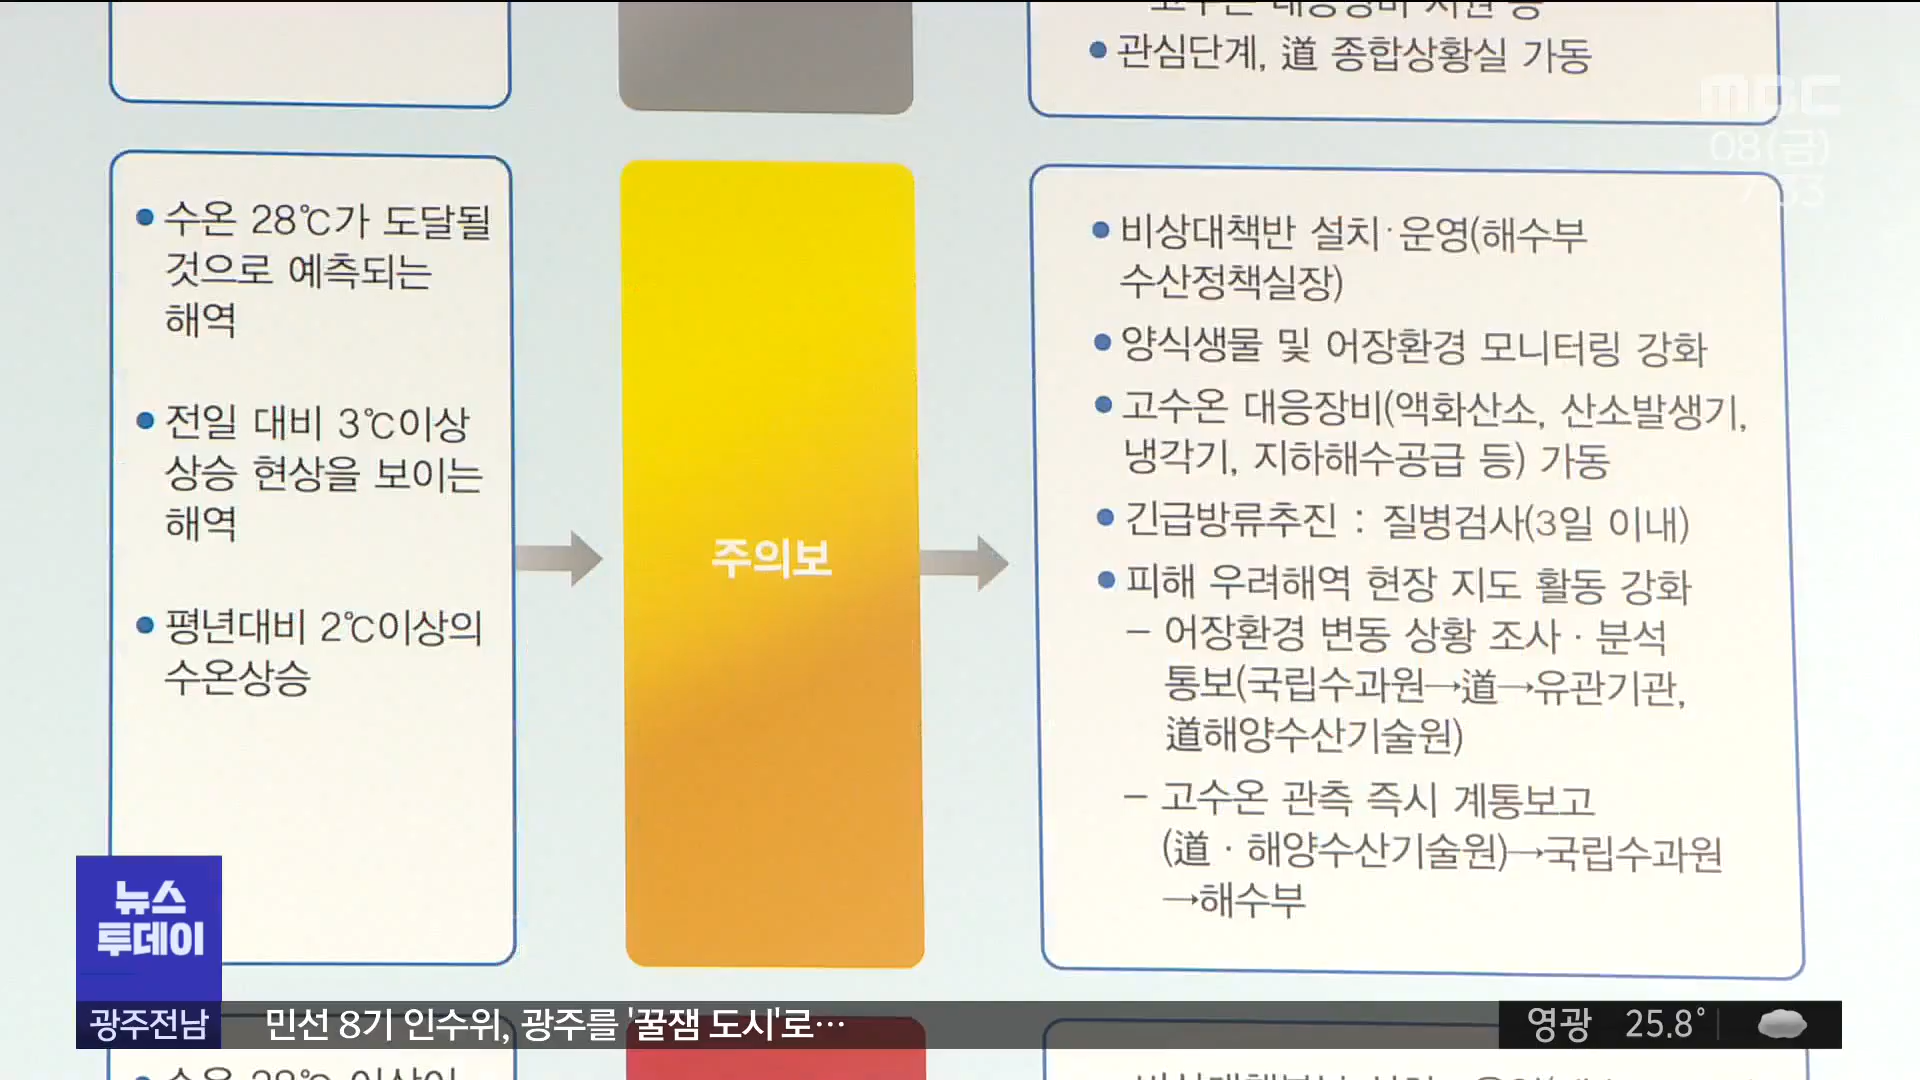 관심단계, 道 종합상황실 가동
MBC
08(금)
7:53
수온 28℃가 도달될
것으로 예측되는
해역
전일 대비 3℃이상
상승 현상을 보이는
해역
평년대비 2℃이상의
수온상승
주의보
비상대책반 설치·운영(해수부
수산정책실장)
양식생물 및 어장환경 모니터링 강화
고수온 대응장비(액화산소, 산소발생기,
냉각기, 지하해수공급 등) 가동
긴급방류추진 : 질병검사(3일 이내)
피해 우려해역 현장 지도 활동 강화
– 어장환경 변동 상황 조사·분석
통보(국립수과원→道→유관기관,
道해양수산기술원)
– 고수온 관측 즉시 계통보고
(道·해양수산기술원)→국립수과원
→해수부
뉴스
투데이
광주전남
민선 8기 인수위, 광주를 '꿀잼 도시'로…
영광 25.8°